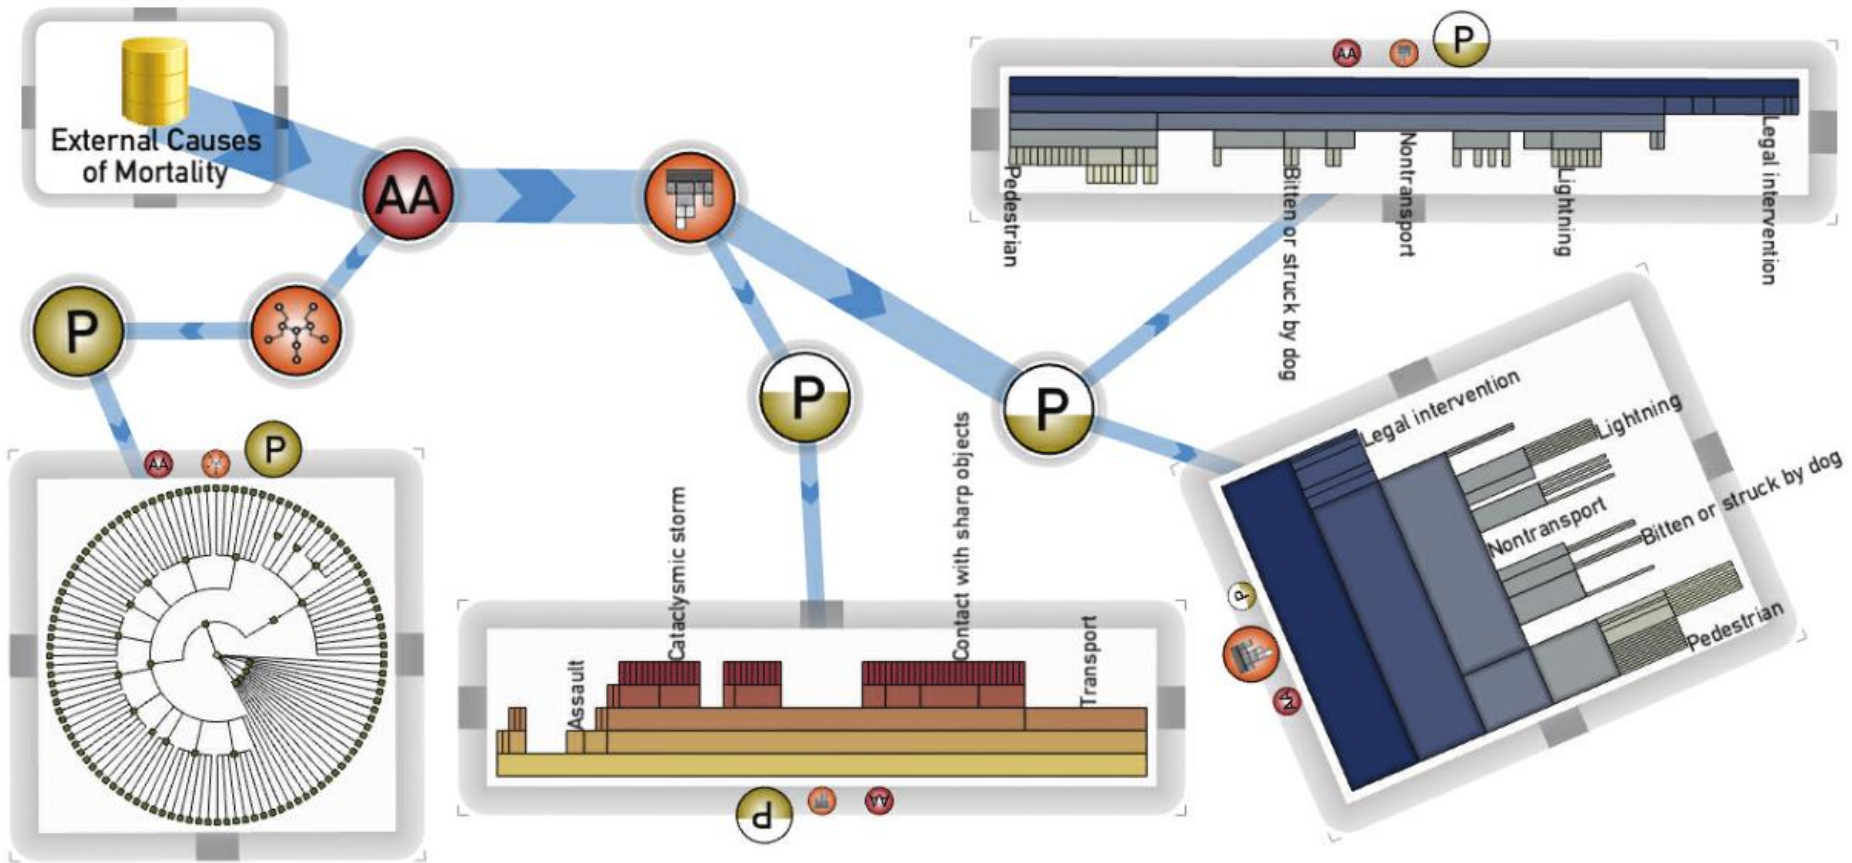 External Causes
of Mortality
AA
P
P
P
AA
P
Pedestrian
Bitten or struck by dog
Nontransport
Lightning
Legal intervention
AA
P
Cataclysmic storm
Assault
Contact with sharp objects
Transport
P
AA
Legal intervention
Lightning
Nontransport
Bitten or struck by dog
Pedestrian
P
AA